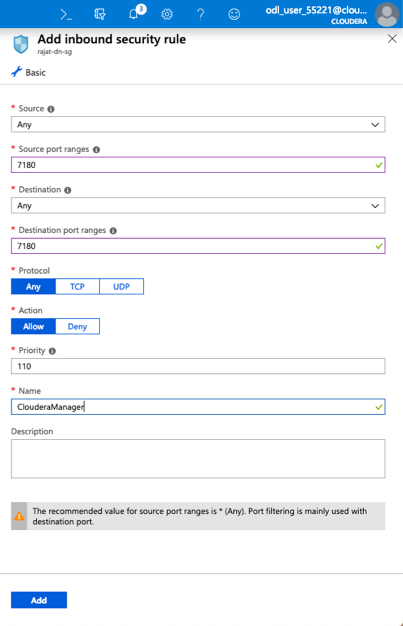 3
odl_user_55221@clou...
CLOUDERA
Add inbound security rule
rajat-dn-sg
Basic
* Source
Any
* Source port ranges
7180
* Destination
Any
* Destination port ranges
7180
* Protocol
Any TCP UDP
* Action
Allow Deny
* Priority
110
* Name
ClouderaManager
Description
The recommended value for source port ranges is * (Any). Port filtering is mainly used with
destination port.
Add